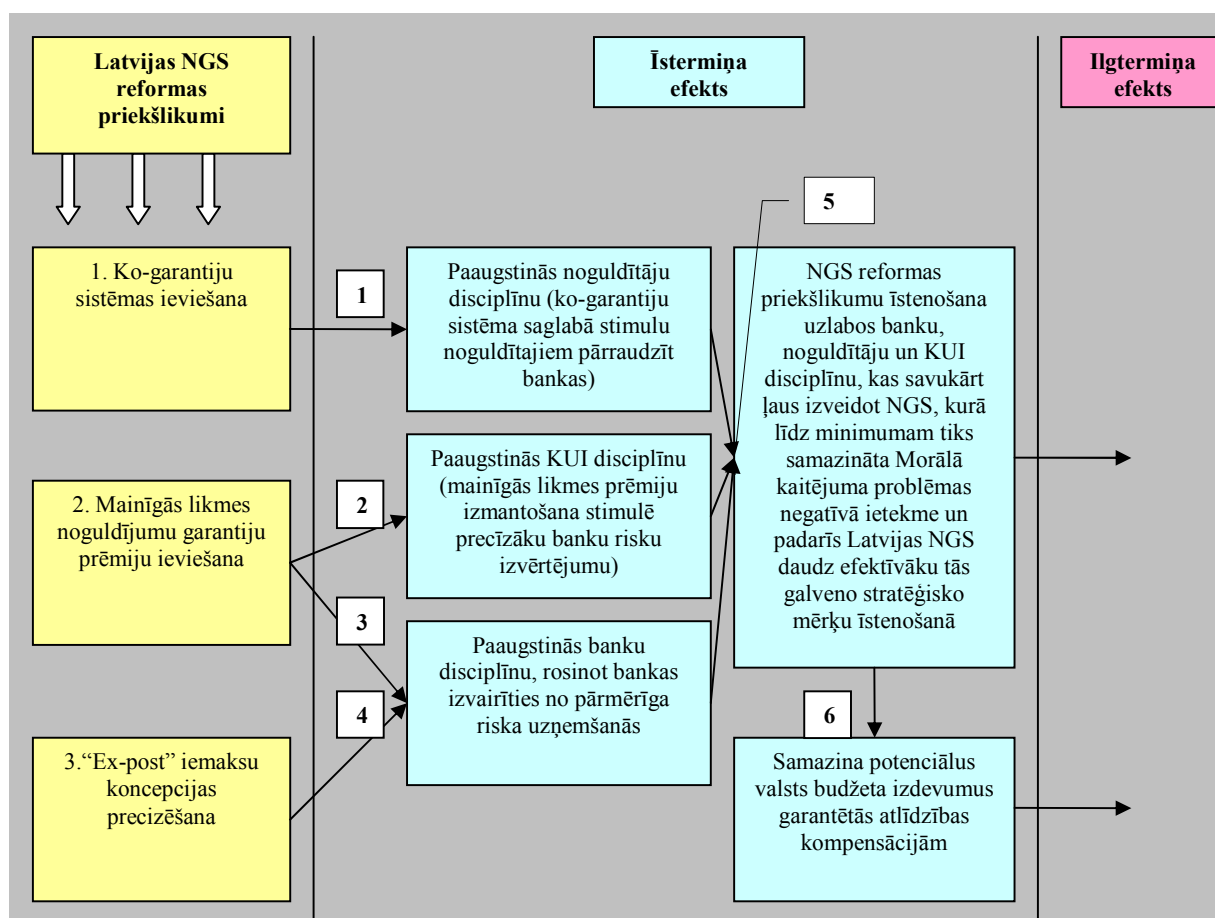 Latvijas NGS
reformas
priekšlikumi
Īstermiņa
efekts
Ilgtermiņa
efekts
1. Ko-garantiju
sistēmas ieviešana
1
Paaugstinās noguldītāju
disciplīnu (ko-garantiju
sistēma saglabā stimulu
noguldītajiem pārraudzīt
bankas)
5
NGS reformas
priekšlikumu īstenošana
uzlabos banku,
noguldītāju un KUI
disciplīnu, kas savukārt
ļaus izveidot NGS, kurā
līdz minimumam tiks
samazināta Morālā
kaitējuma problēmas
negatīvā ietekme un
padarīs Latvijas NGS
daudz efektīvāku tās
galveno stratēģisko
mērķu īstenošanā
2. Mainīgās likmes
noguldījumu garantiju
prēmiju ieviešana
2
Paaugstinās KUI disciplīnu
(mainīgās likmes prēmiju
izmantošana stimulē
precīzāku banku risku
izvērtējumu)
3
Paaugstinās banku
disciplīnu, rosinot bankas
izvairīties no pārmērīga
riska uzņemšanās
4
3.“Ex-post” iemaksu
koncepcijas
precizēšana
6
Samazina potenciālus
valsts budžeta izdevumus
garantētās atlīdzības
kompensācijām